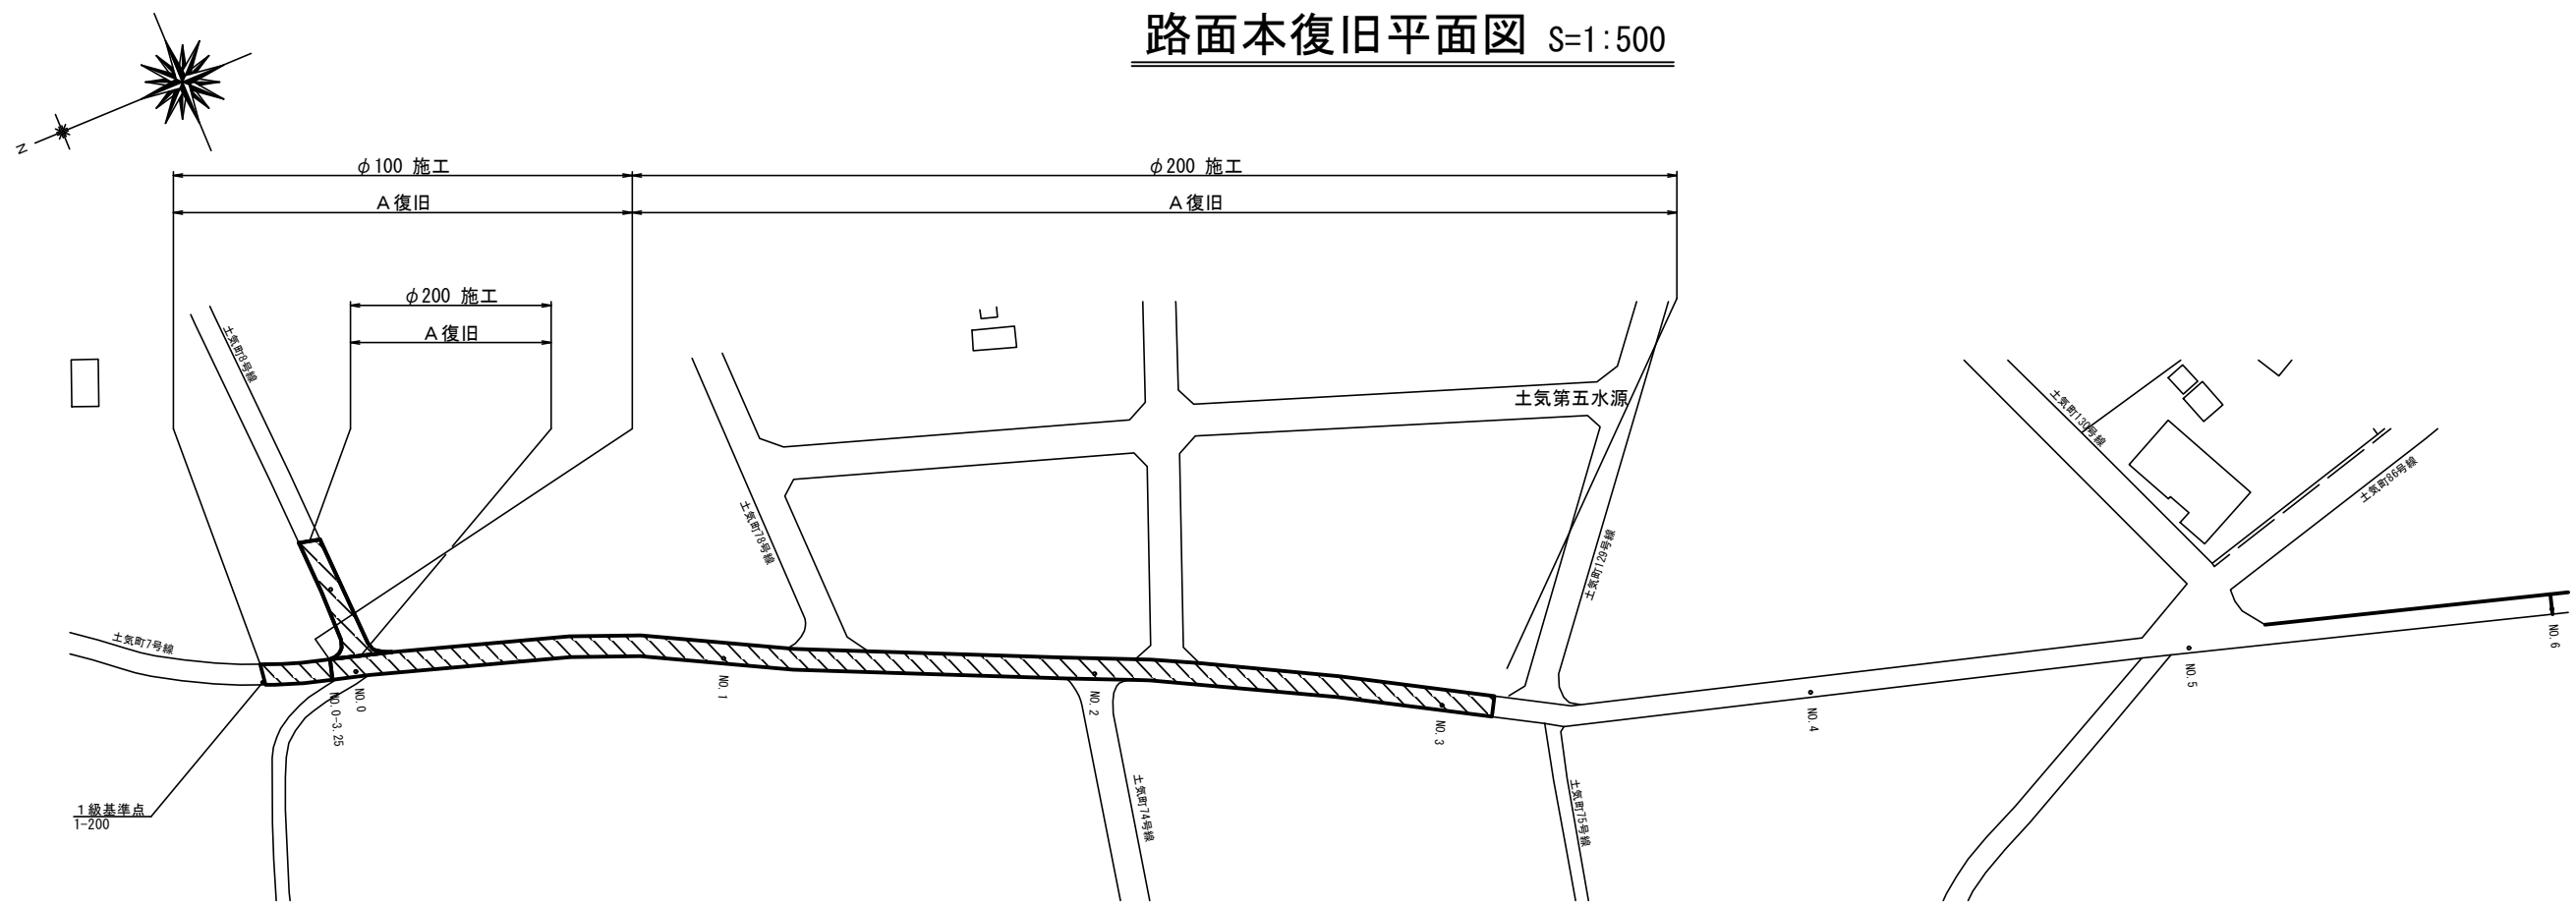 路面本復旧平面図 S=1:500
N
φ100 施工
φ200 施工
A復旧
A復旧
φ200 施工
A復旧
土気町8号線
土気第五水源
土気町130号線
土気町86号線
土気町78号線
土気町129号線
土気町7号線
NO.0-3.25
NO.0
NO.1
NO.2
NO.3
NO.4
NO.5
NO.6
1級基準点
1-200
土気町74号線
土気町75号線